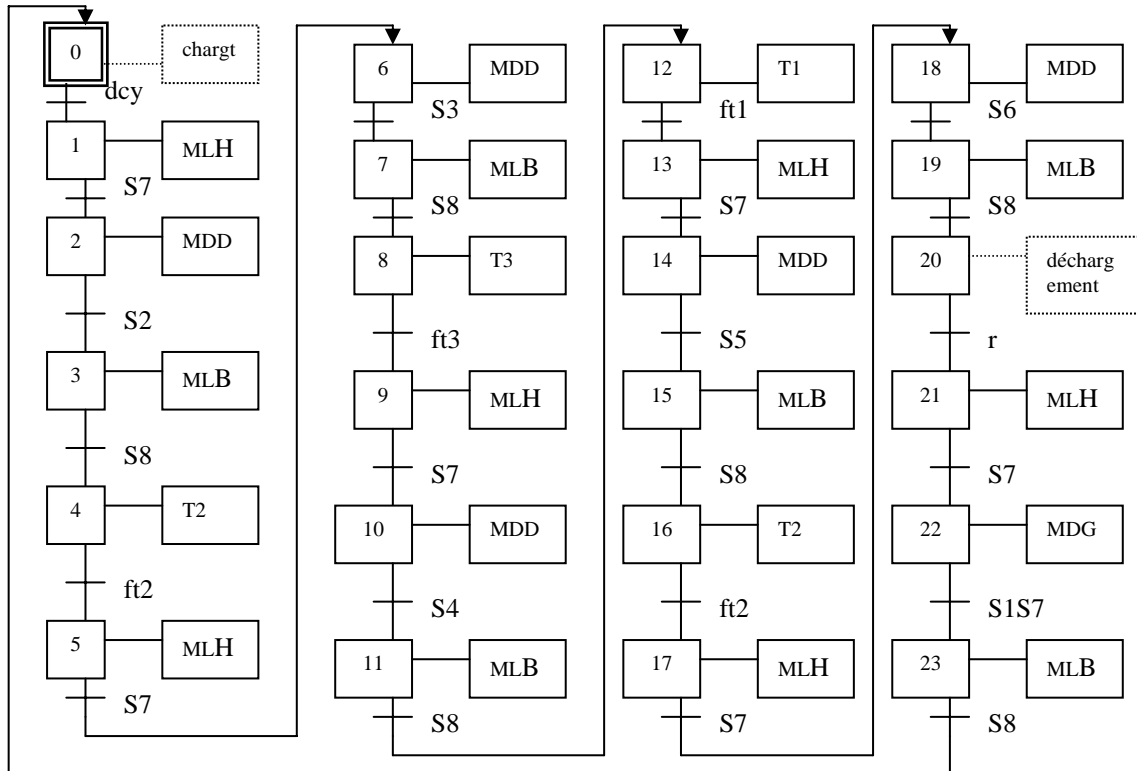 0
chargt
dcy
1
MLH
S7
2
MDD
S2
3
MLB
S8
4
T2
ft2
5
MLH
S7
6
MDD
S3
7
MLB
S8
8
T3
ft3
9
MLH
S7
10
MDD
S4
11
MLB
S8
12
T1
ft1
13
MLH
S7
14
MDD
S5
15
MLB
S8
16
T2
ft2
17
MLH
S7
18
MDD
S6
19
MLB
S8
20
décharg
ement
r
21
MLH
S7
22
MDG
S1S7
23
MLB
S8